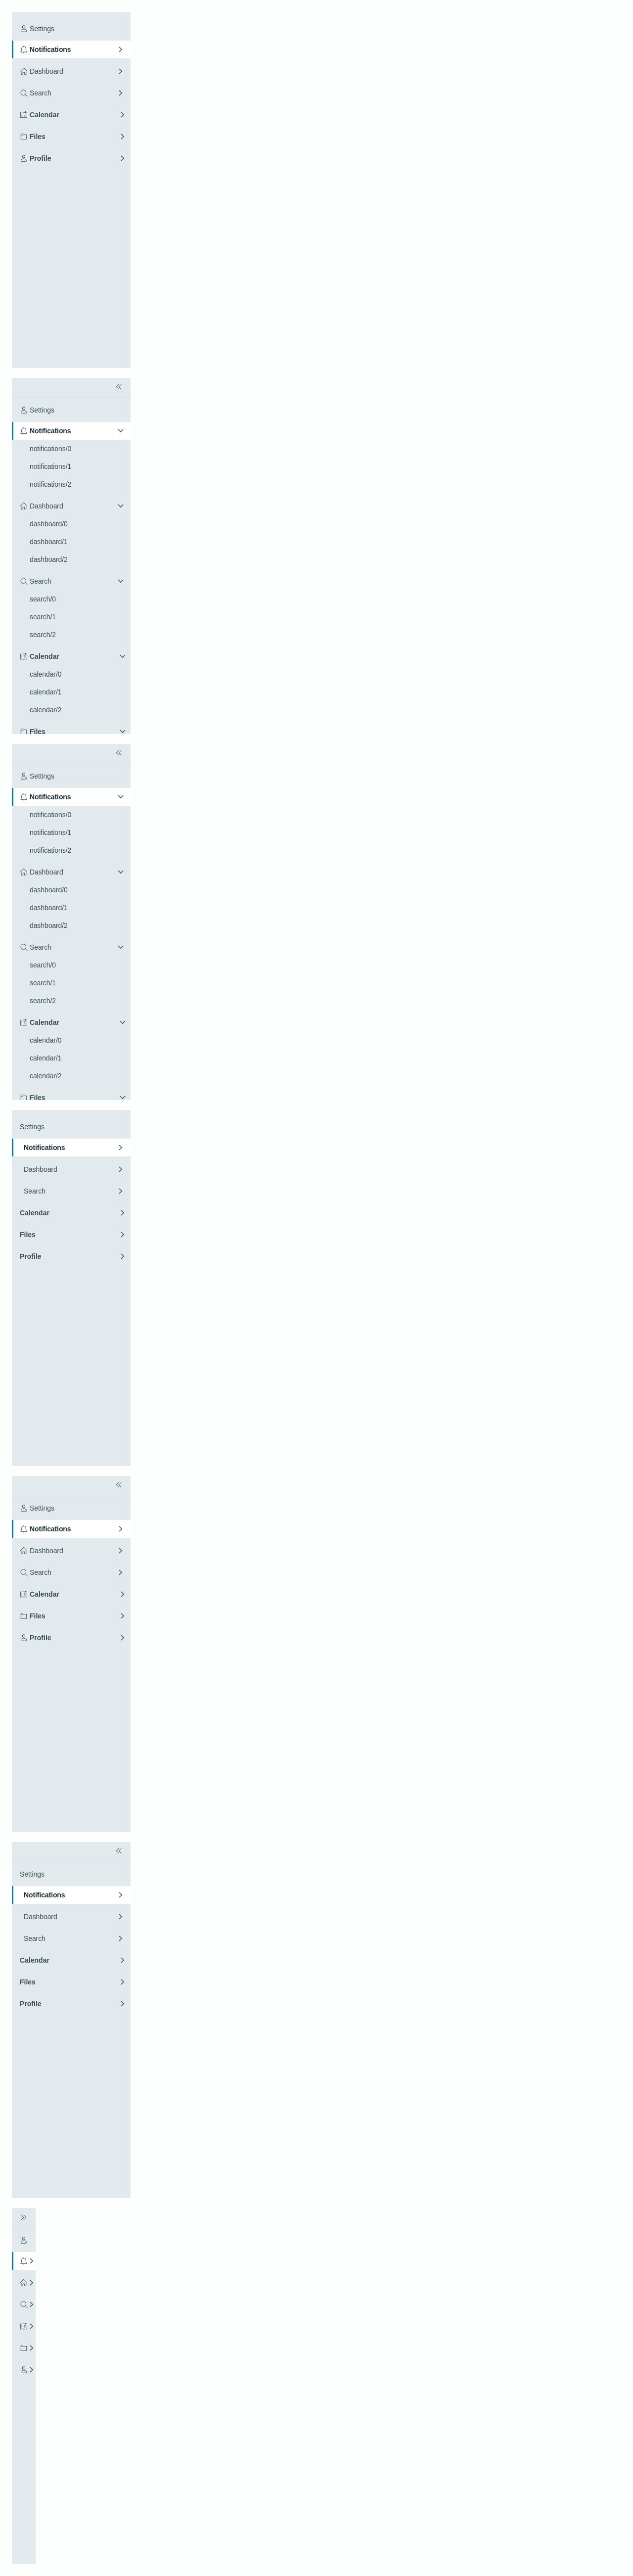 Settings
Notifications
Dashboard
Search
Calendar
Files
Profile
Settings
Notifications
notifications/0
notifications/1
notifications/2
Dashboard
dashboard/0
dashboard/1
dashboard/2
Search
search/0
search/1
search/2
Calendar
calendar/0
calendar/1
calendar/2
Files
Settings
Notifications
notifications/0
notifications/1
notifications/2
Dashboard
dashboard/0
dashboard/1
dashboard/2
Search
search/0
search/1
search/2
Calendar
calendar/0
calendar/1
calendar/2
Files
Settings
Notifications
Dashboard
Search
Calendar
Files
Profile
Settings
Notifications
Dashboard
Search
Calendar
Files
Profile
Settings
Notifications
Dashboard
Search
Calendar
Files
Profile